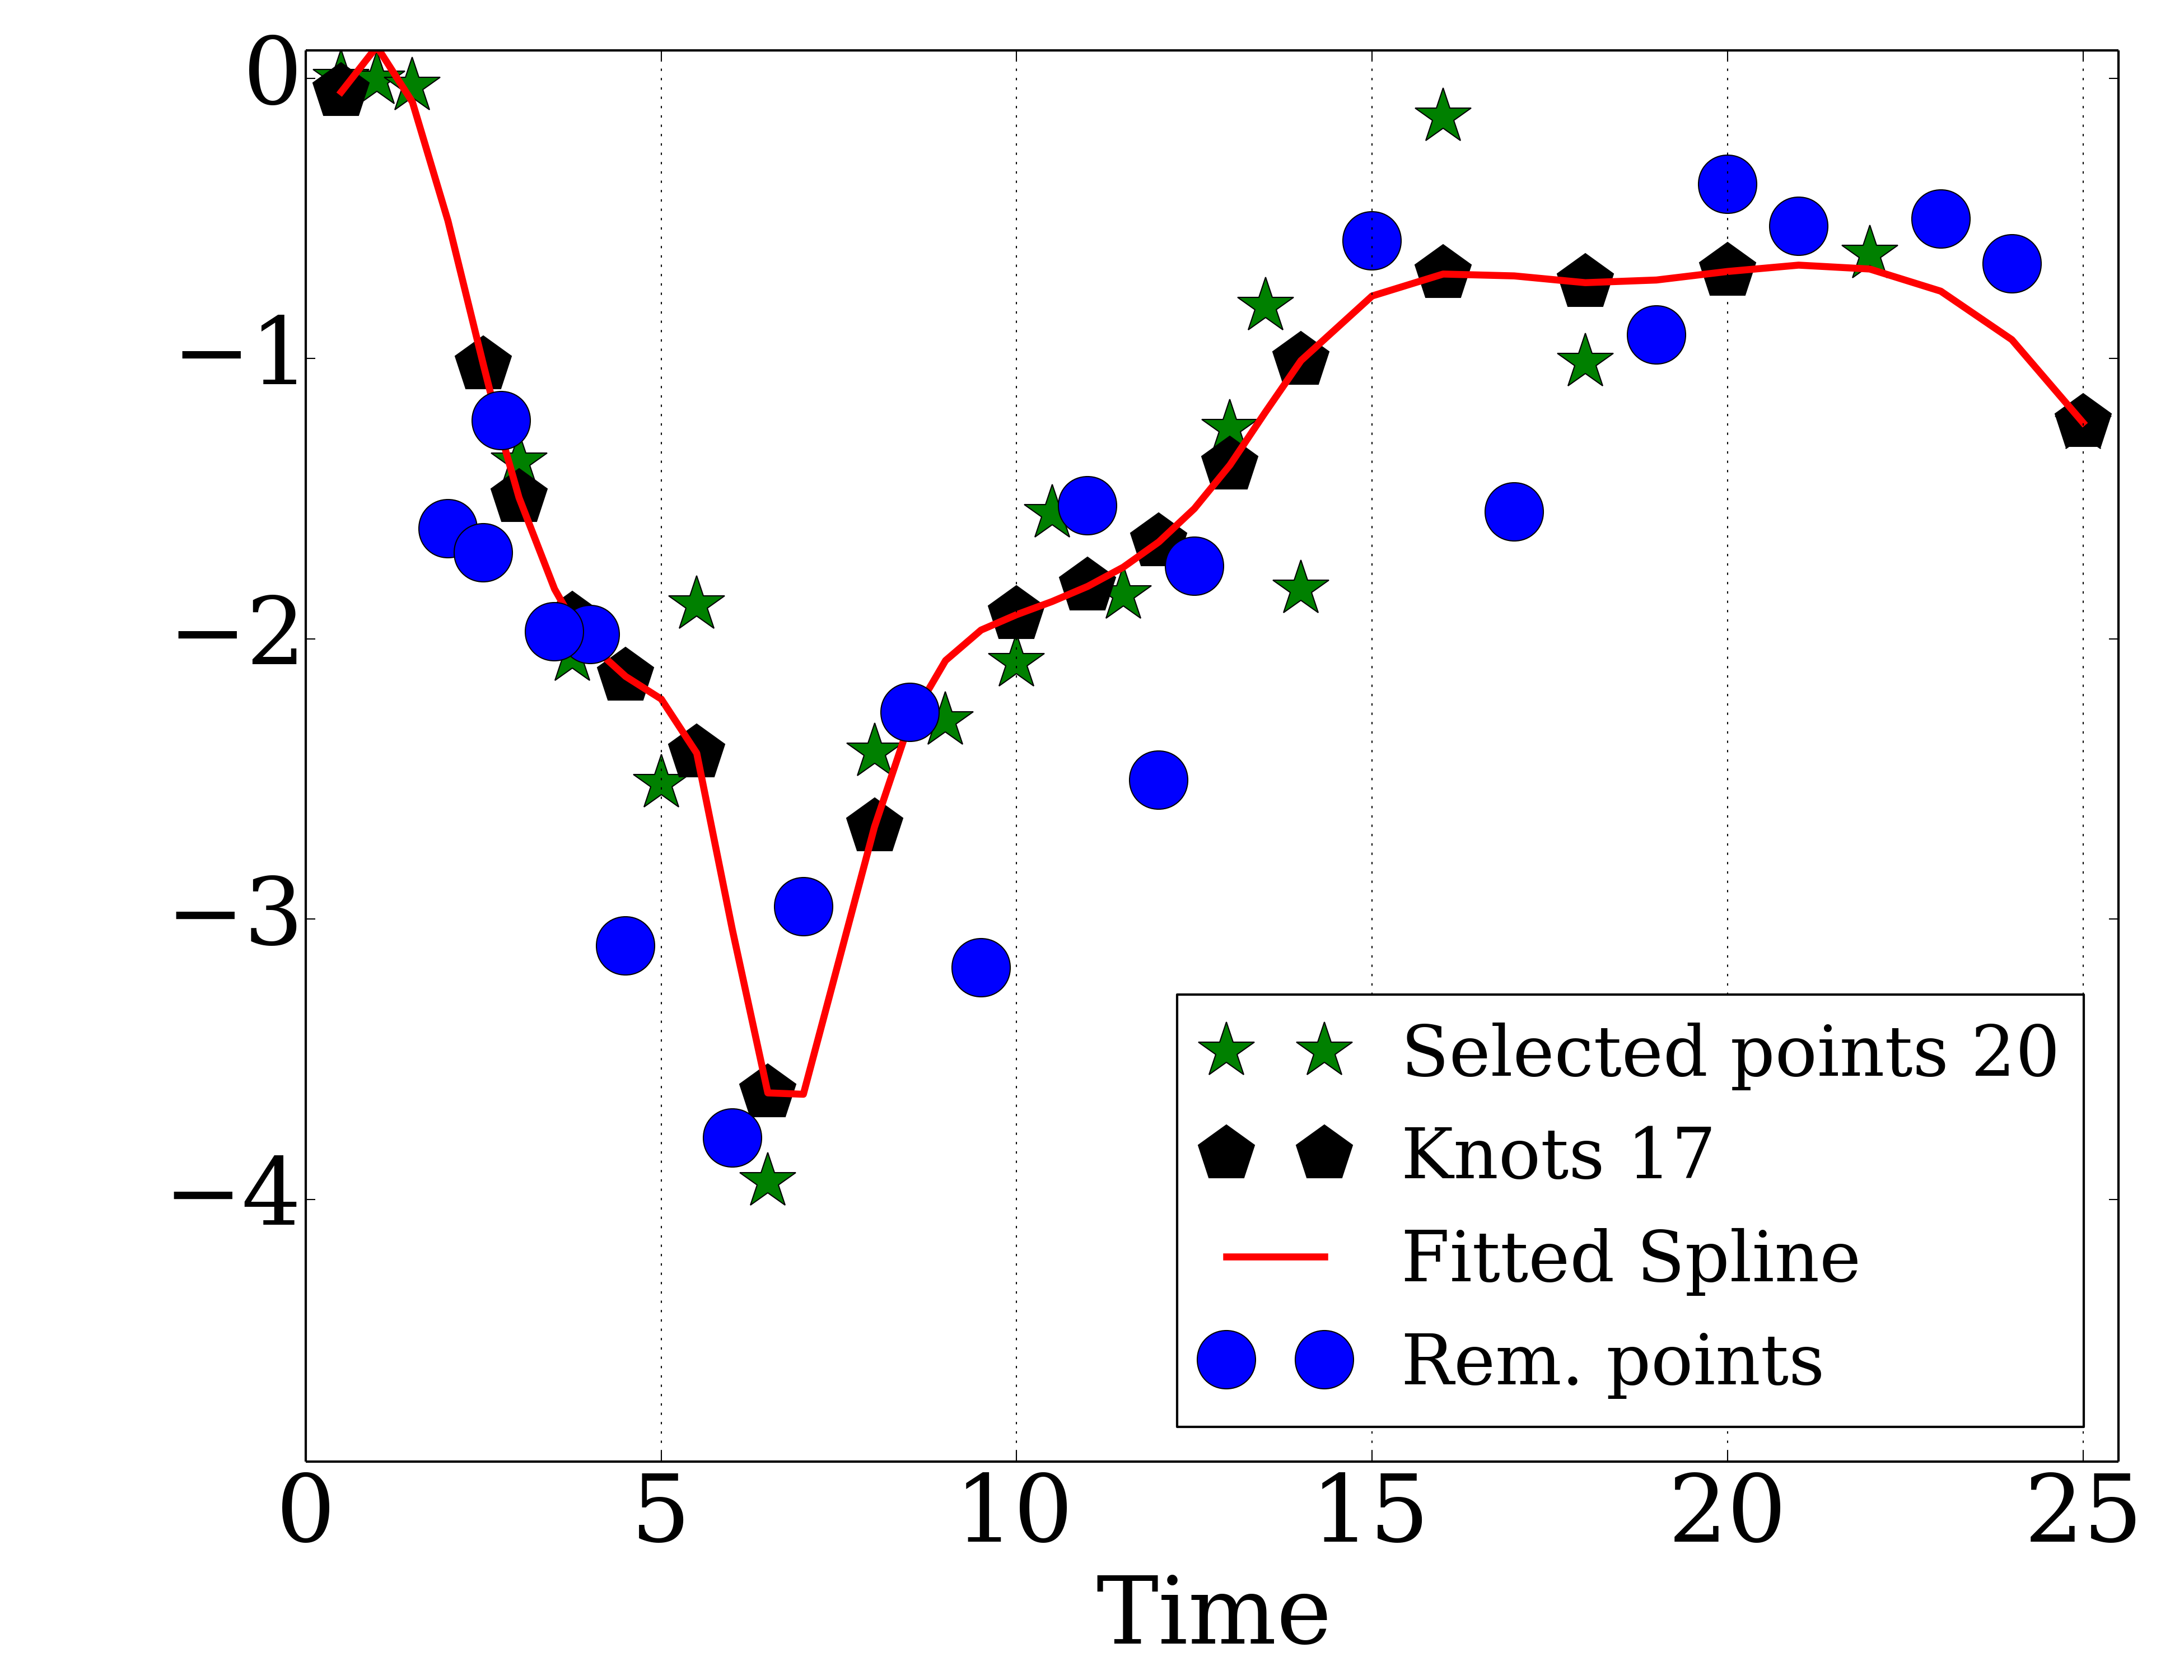 0
−1
−2
−3
−4
Selected points 20
Knots 17
Fitted Spline
Rem. points
0 5 10 15 20 25
Time